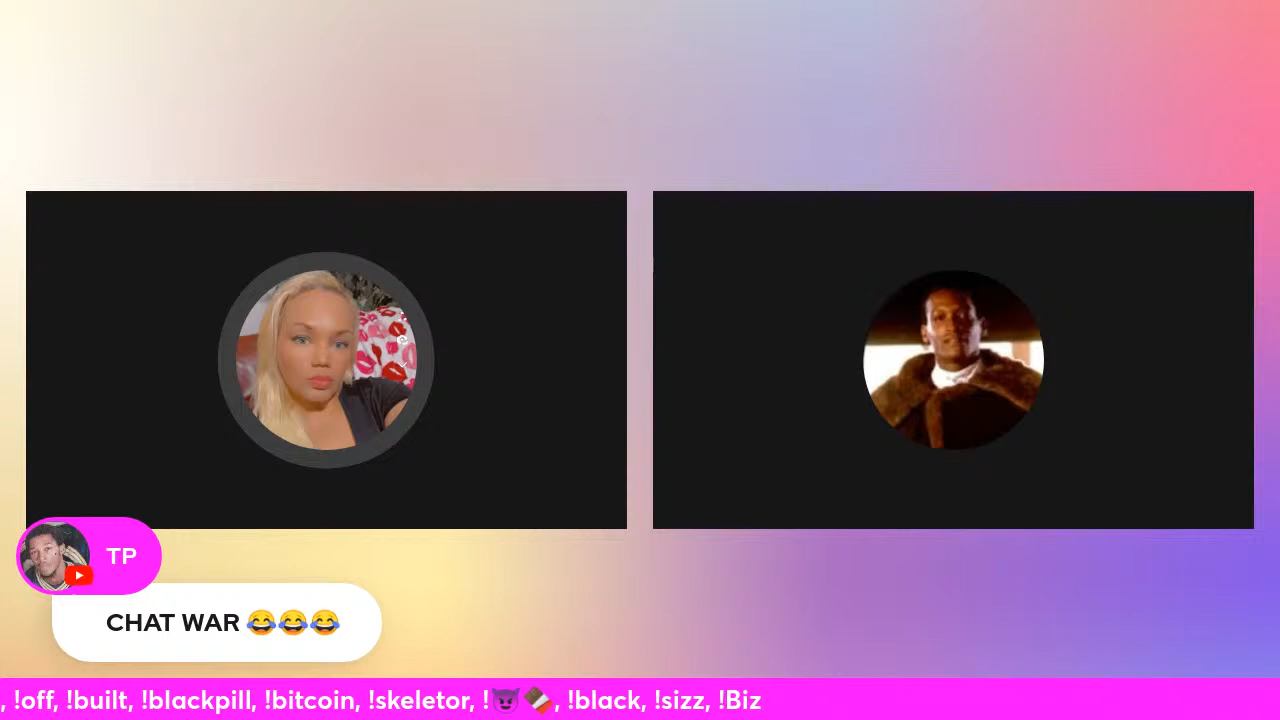 TP
CHAT WAR 😂😂😂
, !off, !built, !blackpill, !bitcoin, !skeletor, !😈🍫, !black, !sizz, !Biz